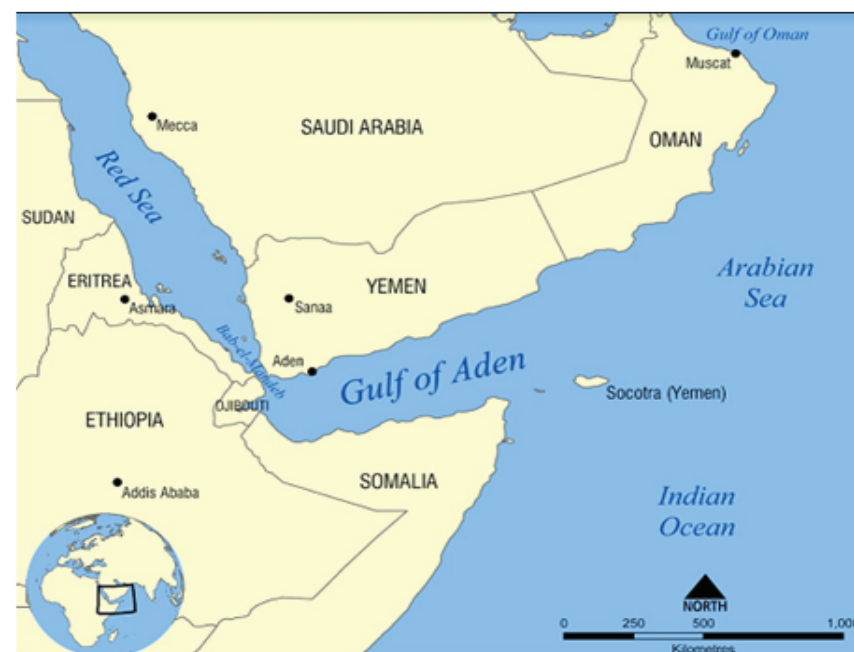 Gulf of Oman
Muscat
Mecca
SAUDI ARABIA
OMAN
Red Sea
SUDAN
Arabian
Sea
ERITREA
YEMEN
Asmara
Sanaa
Bab-el-Mandeb
Aden
Gulf of Aden
DJIBOUTI
Socotra (Yemen)
ETHIOPIA
SOMALIA
Addis Ababa
Indian
Ocean
NORTH
0 250 500 1,00
Kilometres